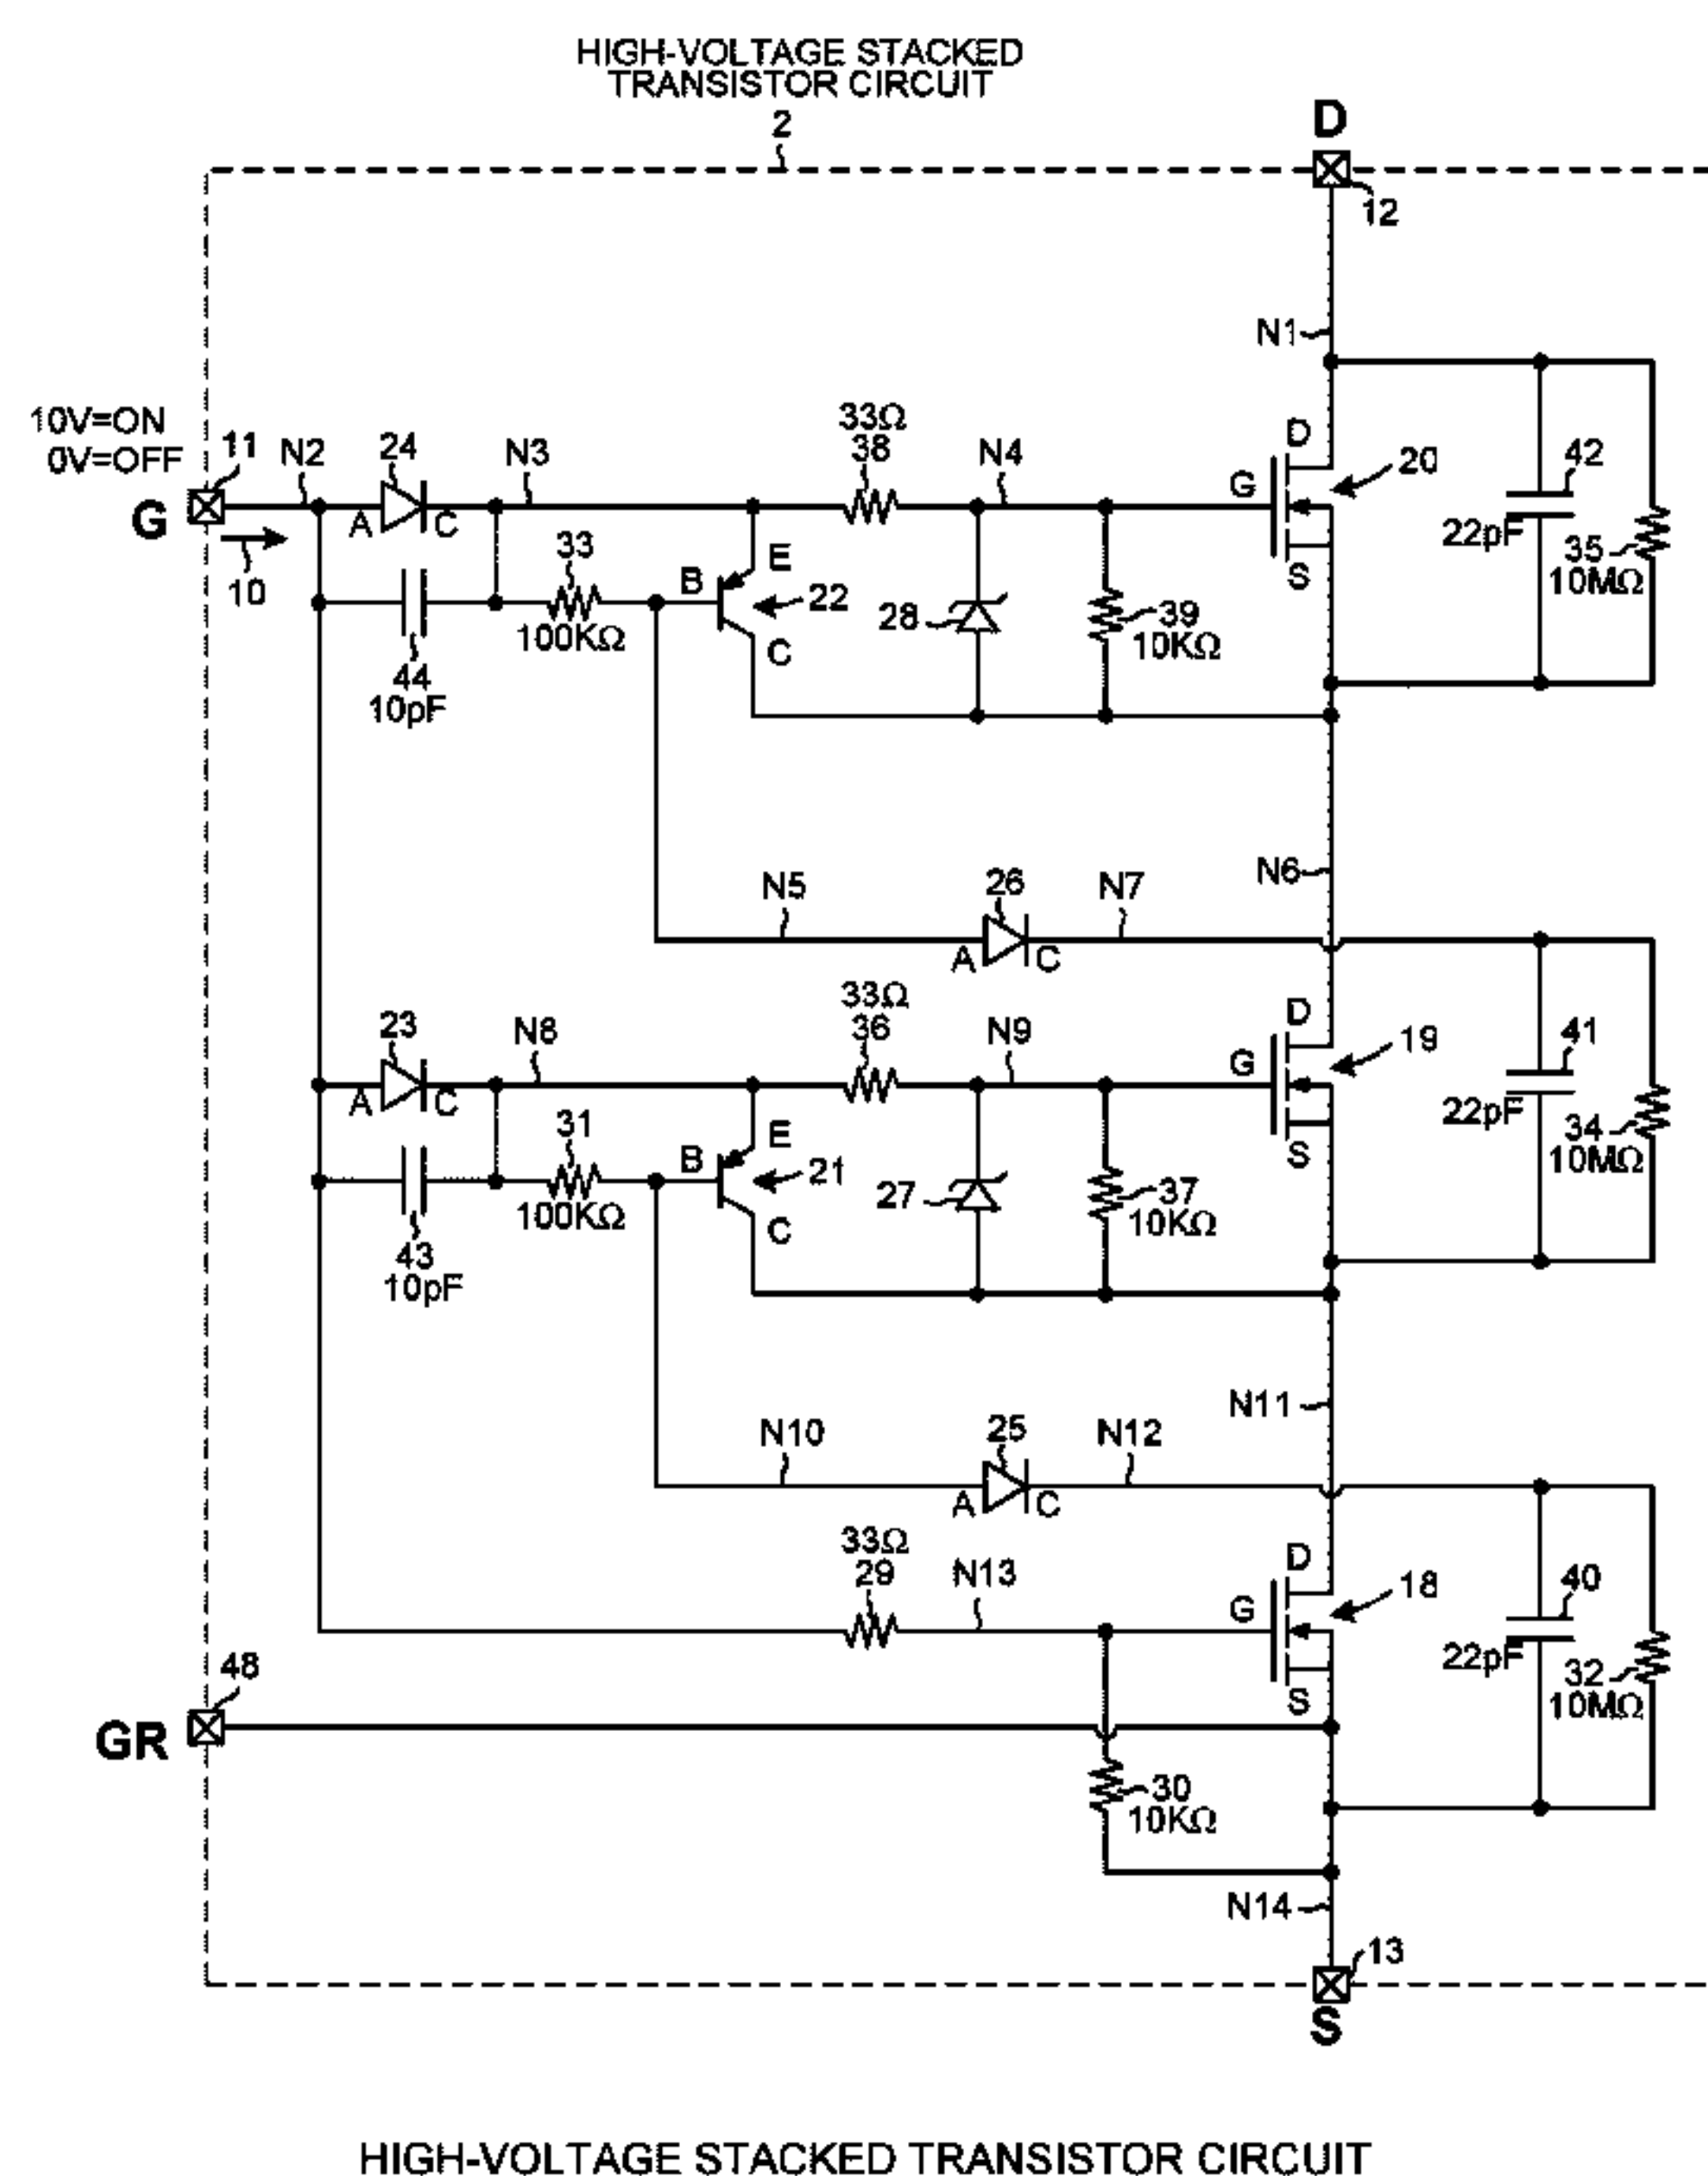 HIGH-VOLTAGE STACKED
TRANSISTOR CIRCUIT
2
D
12
N1
10V=ON
0V=OFF
11
N2
24
N3
33Ω
38
N4
D
20
42
G
A
C
G
10
33
E
B
22
28
39
10KΩ
S
22pF
35
10MΩ
100KΩ
C
44
10pF
N5
26
N7
N6
A
C
33Ω
36
D
23
N8
N9
19
41
G
A
C
31
E
B
21
27
37
10KΩ
S
22pF
34
10MΩ
100KΩ
C
43
10pF
N10
25
N12
N11
A
C
33Ω
29
N13
D
18
40
G
22pF
32
10MΩ
S
48
GR
30
10KΩ
N14
13
S
HIGH-VOLTAGE STACKED TRANSISTOR CIRCUIT